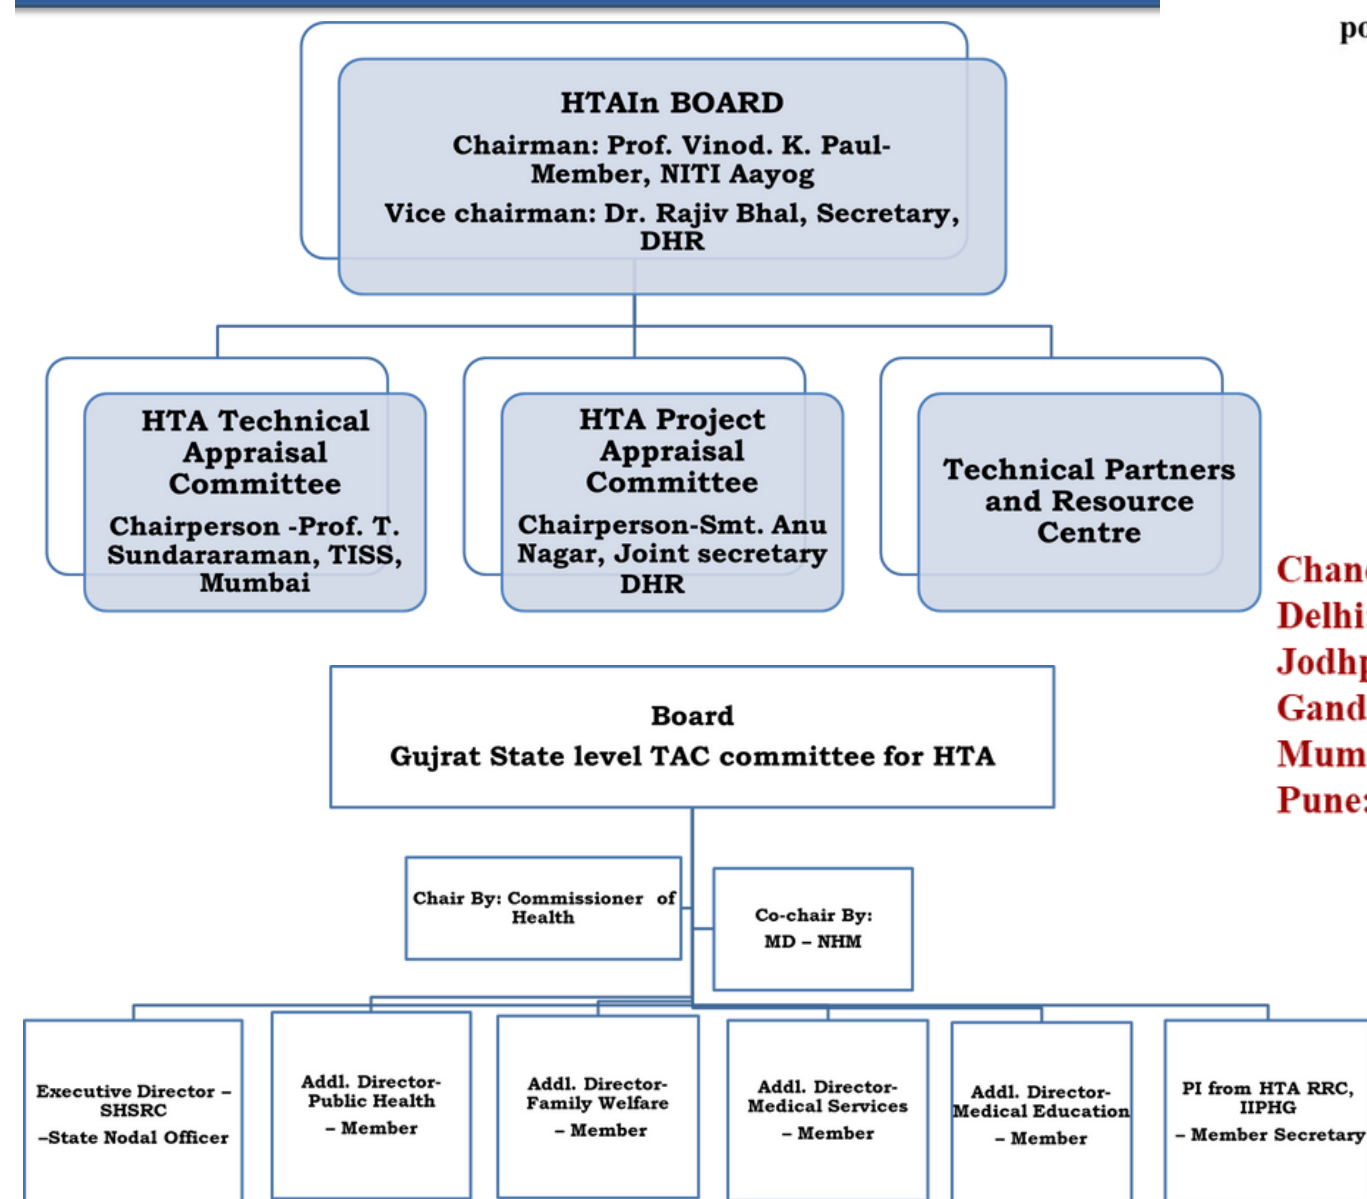 HTAIn BOARD
Chairman: Prof. Vinod. K. Paul-
Member, NITI Aayog
Vice chairman: Dr. Rajiv Bhal, Secretary,
DHR
HTA Technical
Appraisal
Committee
Chairperson -Prof. T.
Sundararaman, TISS,
Mumbai
HTA Project
Appraisal
Committee
Chairperson-Smt. Anu
Nagar, Joint secretary
DHR
Technical Partners
and Resource
Centre
Delhi
Pune:
Board
Gujrat State level TAC committee for HTA
Chair By: Commissioner of
Health
Co-chair By:
MD – NHM
Executive Director –
SHSRC
–State Nodal Officer
Addl. Director-
Public Health
– Member
Addl. Director-
Family Welfare
– Member
Addl. Director-
Medical Services
– Member
Addl. Director-
Medical Education
– Member
PI from HTA RRC,
IIPHG
– Member Secretary